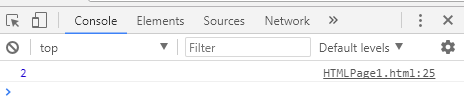 Console Elements Sources Network »
top Filter Default levels
2 HTMLPage1.html:25
>